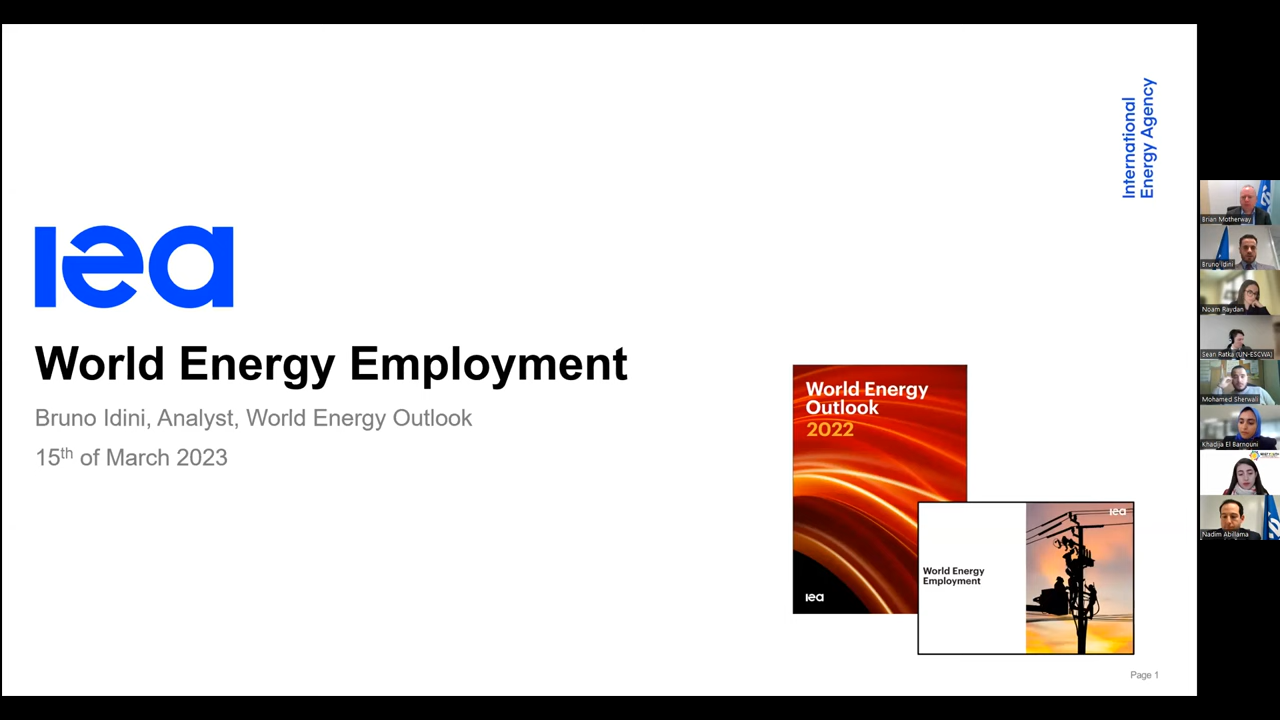 International
Energy Agency
iea
World Energy Employment
Bruno Idini, Analyst, World Energy Outlook
15th of March 2023
World Energy
Outlook
2022
iea
iea
World Energy
Employment
Page 1
Brian Motherway
Bruno Idini
Noam Raydan
Sean Ratka (UN-ESCWA)
Mohamed Sherwali
Khadija El Barnouni
Nadim Abillama